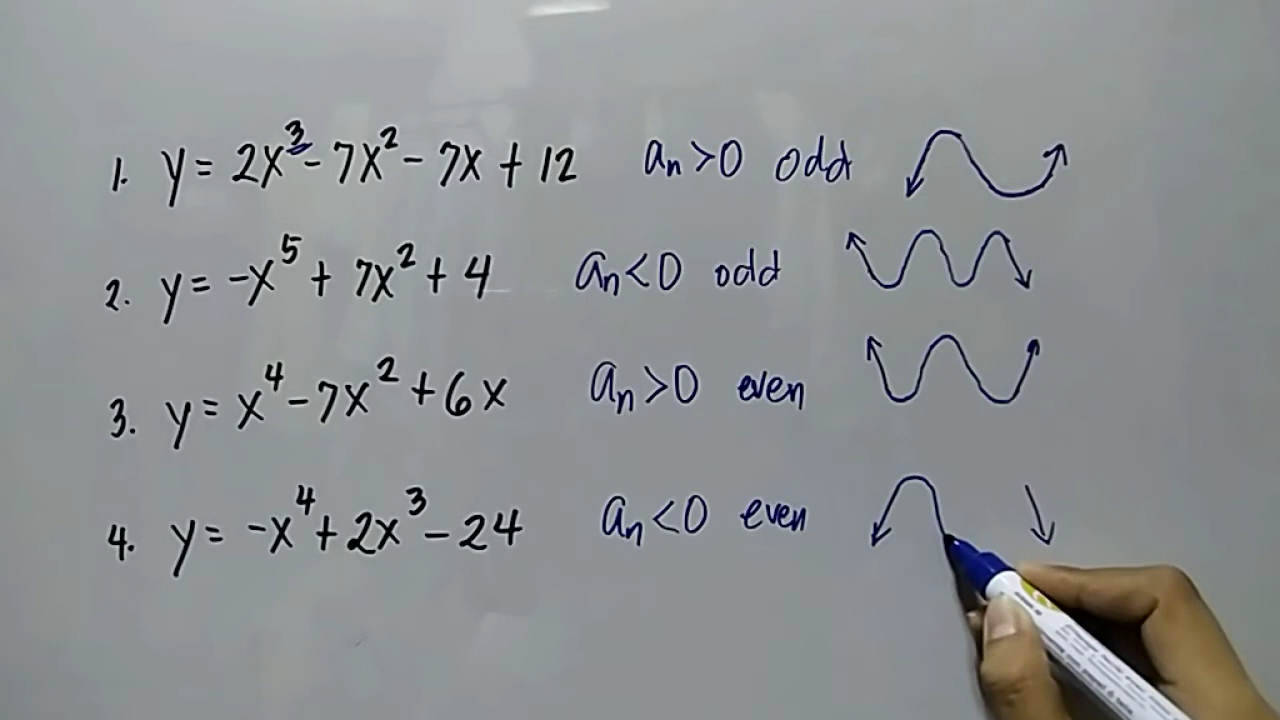 1. y = 2x³ - 7x² - 7x + 12 aₙ > 0 odd
2. y = -x⁵ + 7x² + 4 aₙ < 0 odd
3. y = x⁴ - 7x² + 6x aₙ > 0 even
4. y = -x⁴ + 2x³ - 24 aₙ < 0 even